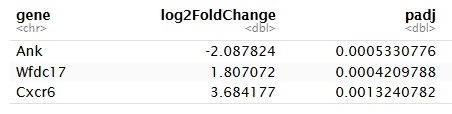 gene log2FoldChange padj
<chr> <dbl> <dbl>
Ank -2.087824 0.0005330776
Wfdc17 1.807072 0.0004209788
Cxcr6 3.684177 0.0013240782